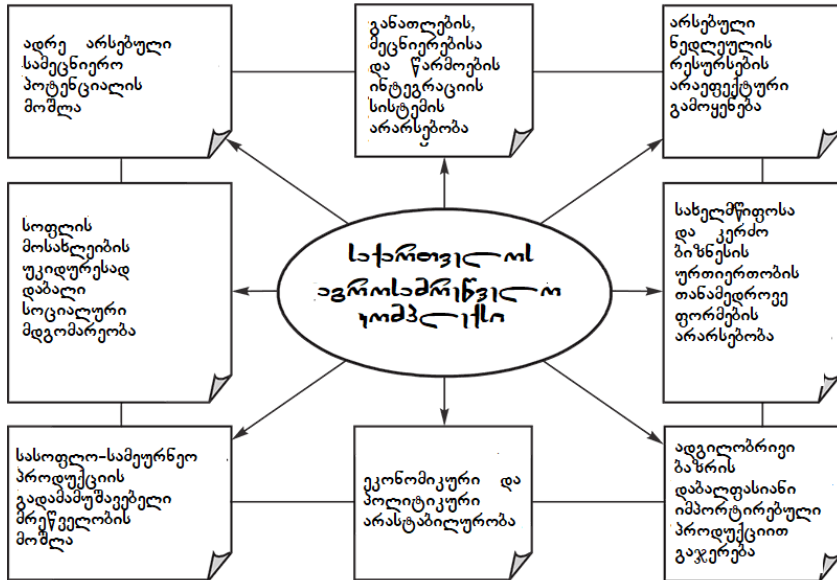 ადრე არსებული
სამეცნიერო
პოტენციალის
მოშლა
განათლების,
მეცნიერებისა
და წარმოების
ინტეგრაციის
სისტემის
არარსებობა
არსებული
ნედლეულის
რესურსების
არაეფექტური
გამოყენება
სოფლის
მოსახლეიბის
უკიდურესად
დაბალი
სოციალური
მდგომარეობა
საქართველოს
აგროსამრეწველო
კომპლექსი
სახელმწიფოსა
და კერძო
ბიზნესის
ურთიერთობის
თანამედროვე
ფორმების
არარსებობა
სასოფლო-სამეურნეო
პროდუქციის
გადამამუშავებელი
მრეწველობის
მოშლა
ეკონომიკური და
პოლიტიკური
არასტაბილურობა
ადგილობრივი
ბაზრის
დაბალფასიანი
იმპორტირებული
პროდუქციით
გაჯერება